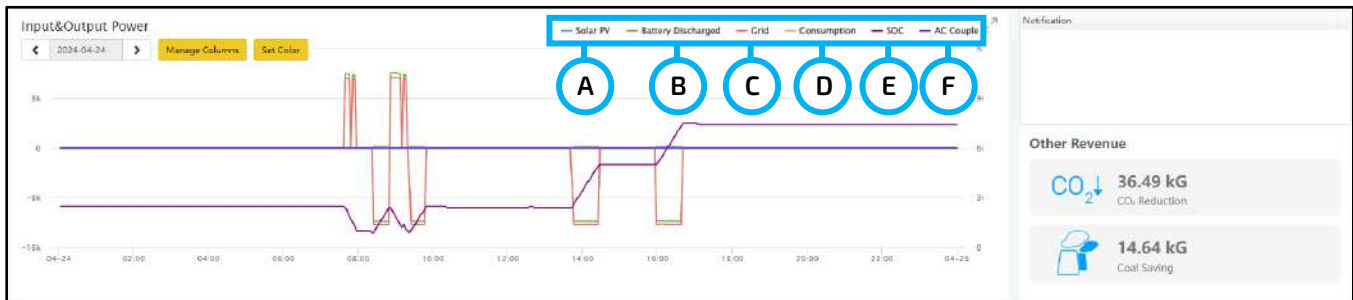 Input&Output Power
2024-04-24
Manage Columns
Set Color
Solar PV
Battery Discharged
Grid
Consumption
SOC
AC Couple
A
B
C
D
E
F
8k
0
-8k
-16k
04-24
02:00
04:00
06:00
08:00
10:00
12:00
14:00
16:00
18:00
20:00
22:00
04-25
Notification
Other Revenue
CO₂↓
36.49 kG
CO₂ Reduction
14.64 kG
Coal Saving